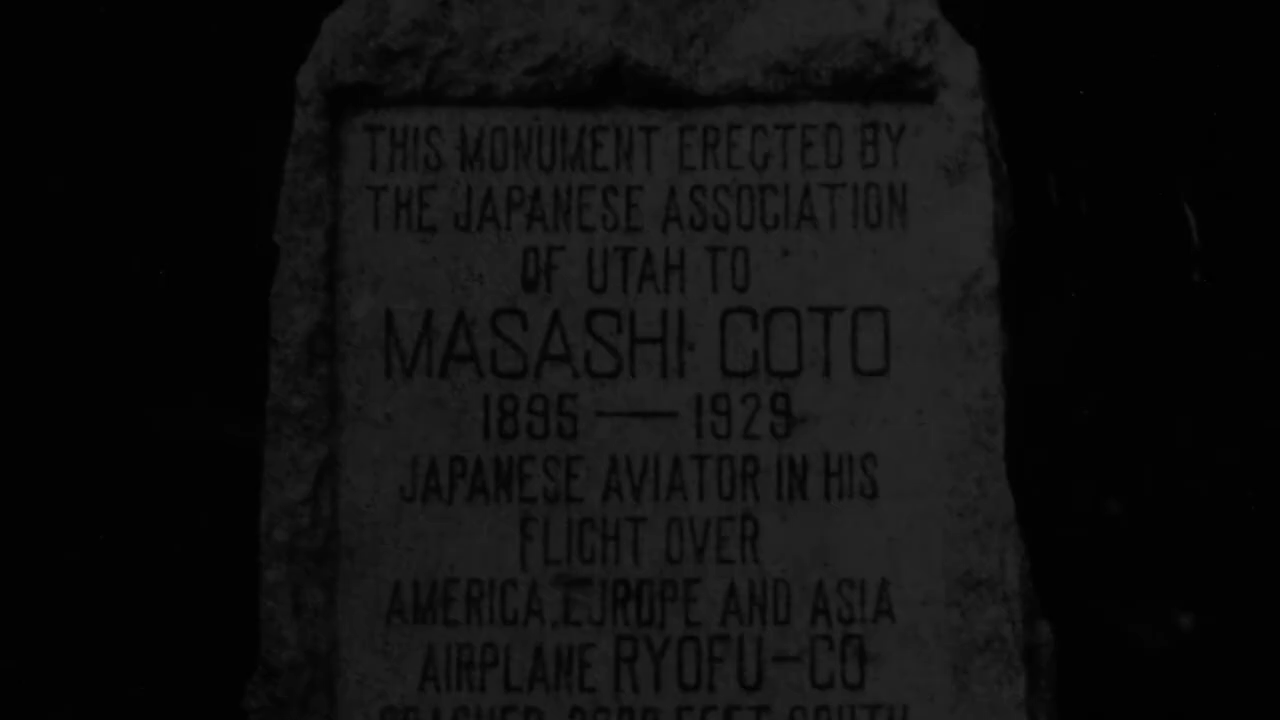 THIS MONUMENT ERECTED BY
THE JAPANESE ASSOCIATION
OF UTAH TO
MASASHI GOTO
1895 — 1929
JAPANESE AVIATOR IN HIS
FLIGHT OVER
AMERICA, EUROPE AND ASIA
AIRPLANE RYOFU-GO
SOUTH